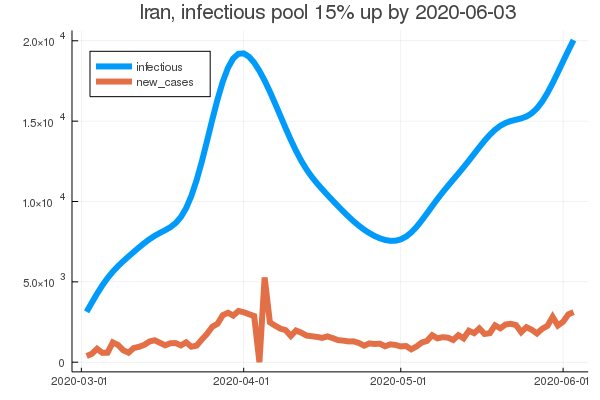 Iran, infectious pool 15% up by 2020-06-03
2.0×10⁴
infectious
new_cases
1.5×10⁴
1.0×10⁴
5.0×10³
0
2020-03-01 2020-04-01 2020-05-01 2020-06-01